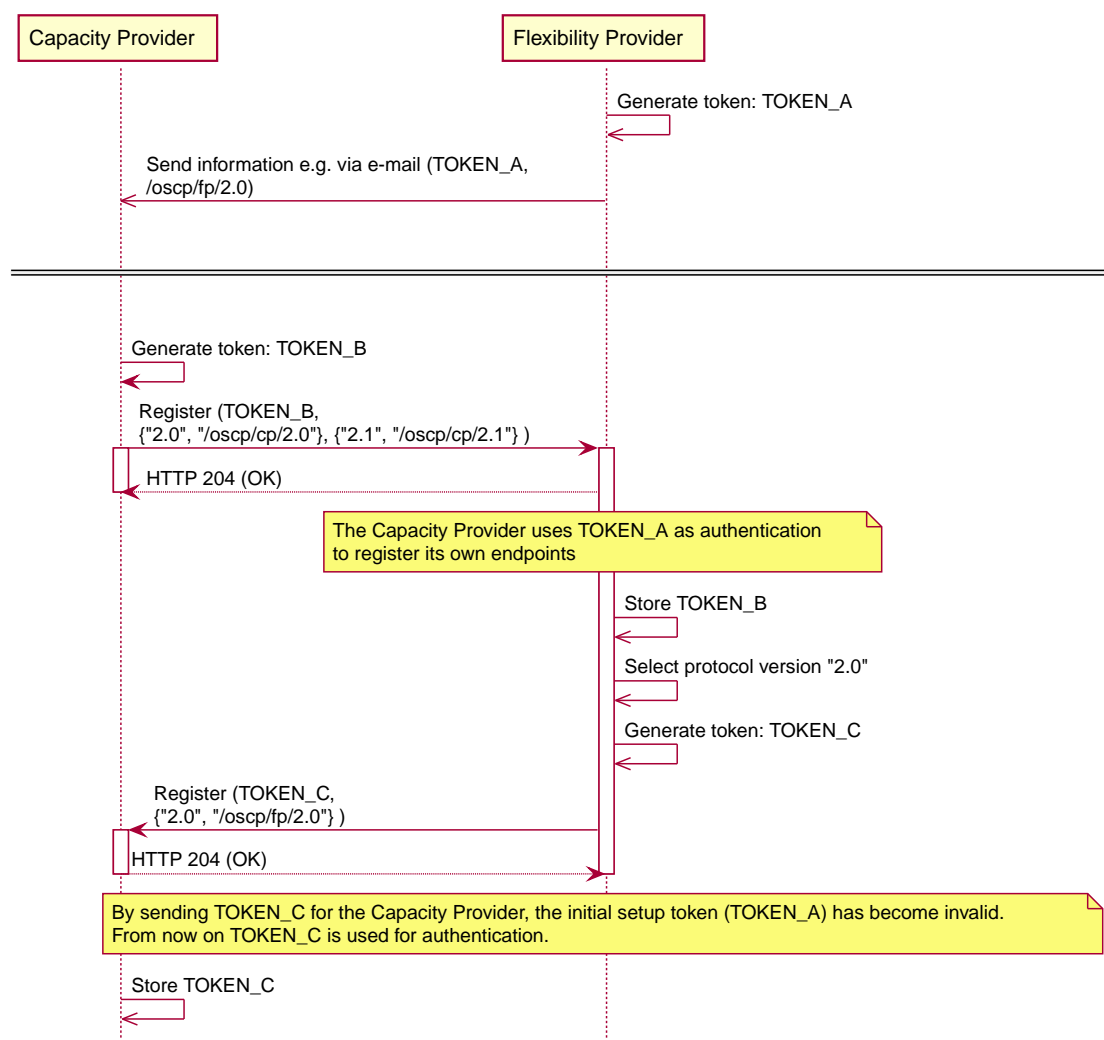 Capacity Provider
Flexibility Provider
Generate token: TOKEN_A
Send information e.g. via e-mail (TOKEN_A,
/oscp/fp/2.0)
Generate token: TOKEN_B
Register (TOKEN_B,
{"2.0", "/oscp/cp/2.0"}, {"2.1", "/oscp/cp/2.1"} )
HTTP 204 (OK)
The Capacity Provider uses TOKEN_A as authentication
to register its own endpoints
Store TOKEN_B
Select protocol version "2.0"
Generate token: TOKEN_C
Register (TOKEN_C,
{"2.0", "/oscp/fp/2.0"} )
HTTP 204 (OK)
By sending TOKEN_C for the Capacity Provider, the initial setup token (TOKEN_A) has become invalid.
From now on TOKEN_C is used for authentication.
Store TOKEN_C